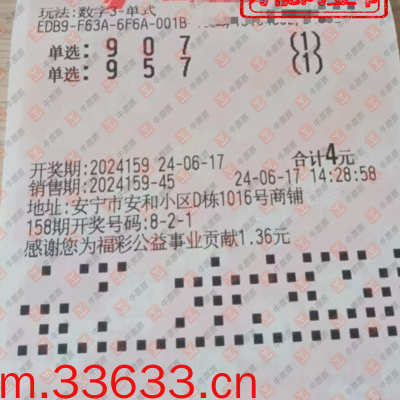 玩法:数字3-单式
EDB9-F63A-6F6A-001B
单选: 9 0 7 (1)
单选: 9 5 7 (1)
合计4元
开奖期:2024159 24-06-17
销售期:2024159-45 24-06-17 14:28:58
地址:安宁市安和小区D栋1016号商铺
158期开奖号码:8-2-1
感谢您为福彩公益事业贡献1.36元
m.33633.cn